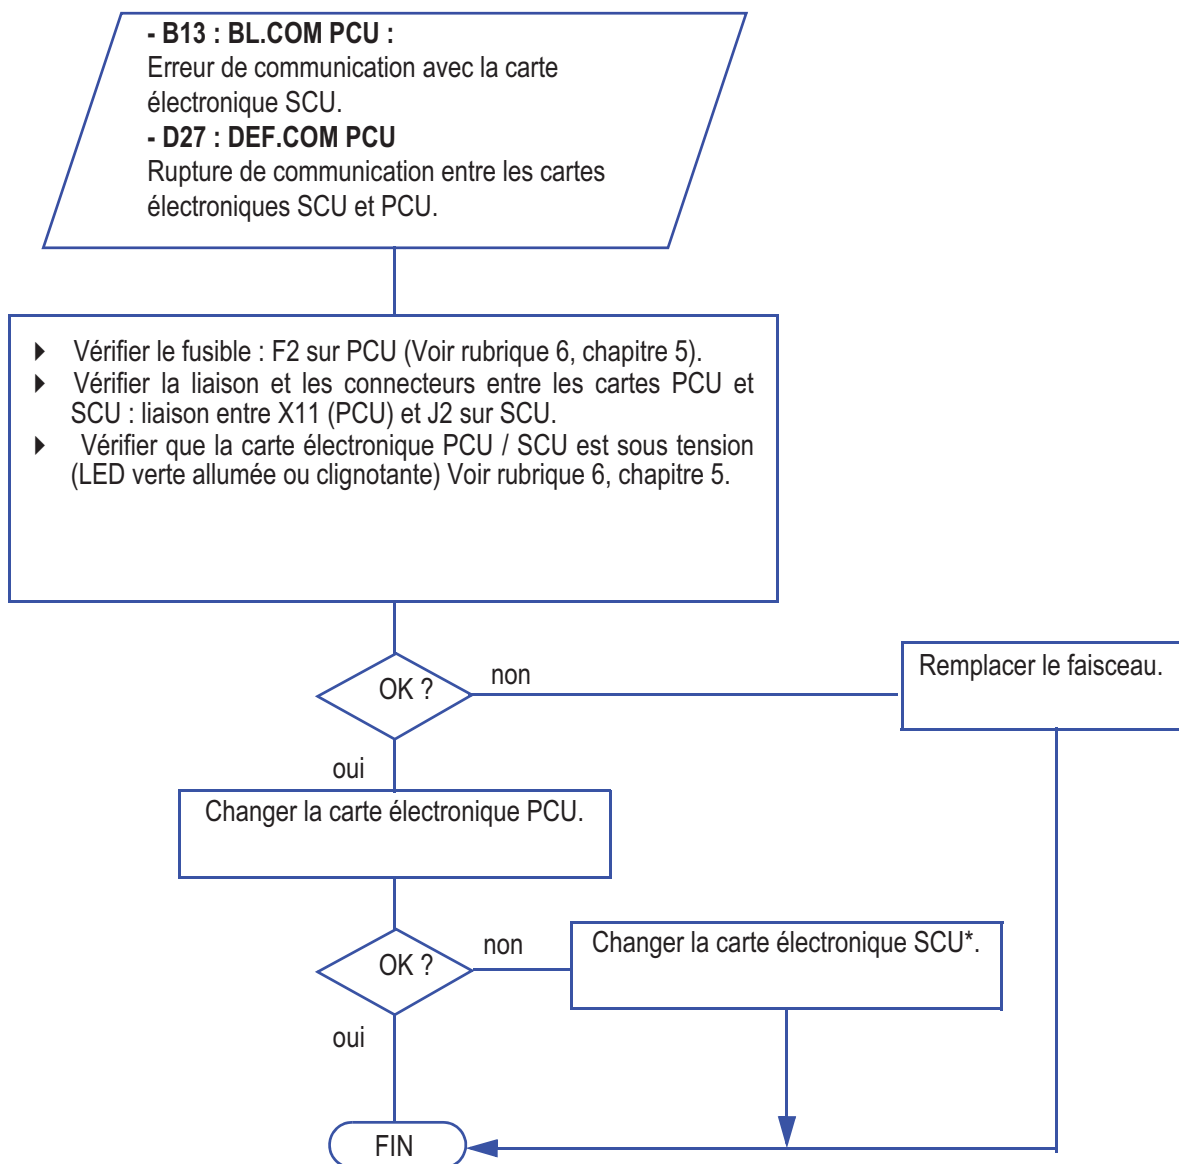 - B13 : BL.COM PCU :
Erreur de communication avec la carte
électronique SCU.
- D27 : DEF.COM PCU
Rupture de communication entre les cartes
électroniques SCU et PCU.
Vérifier le fusible : F2 sur PCU (Voir rubrique 6, chapitre 5).
Vérifier la liaison et les connecteurs entre les cartes PCU et
SCU : liaison entre X11 (PCU) et J2 sur SCU.
Vérifier que la carte électronique PCU / SCU est sous tension
(LED verte allumée ou clignotante) Voir rubrique 6, chapitre 5.
OK ?
non
Remplacer le faisceau.
oui
Changer la carte électronique PCU.
OK ?
non
Changer la carte électronique SCU*.
oui
FIN